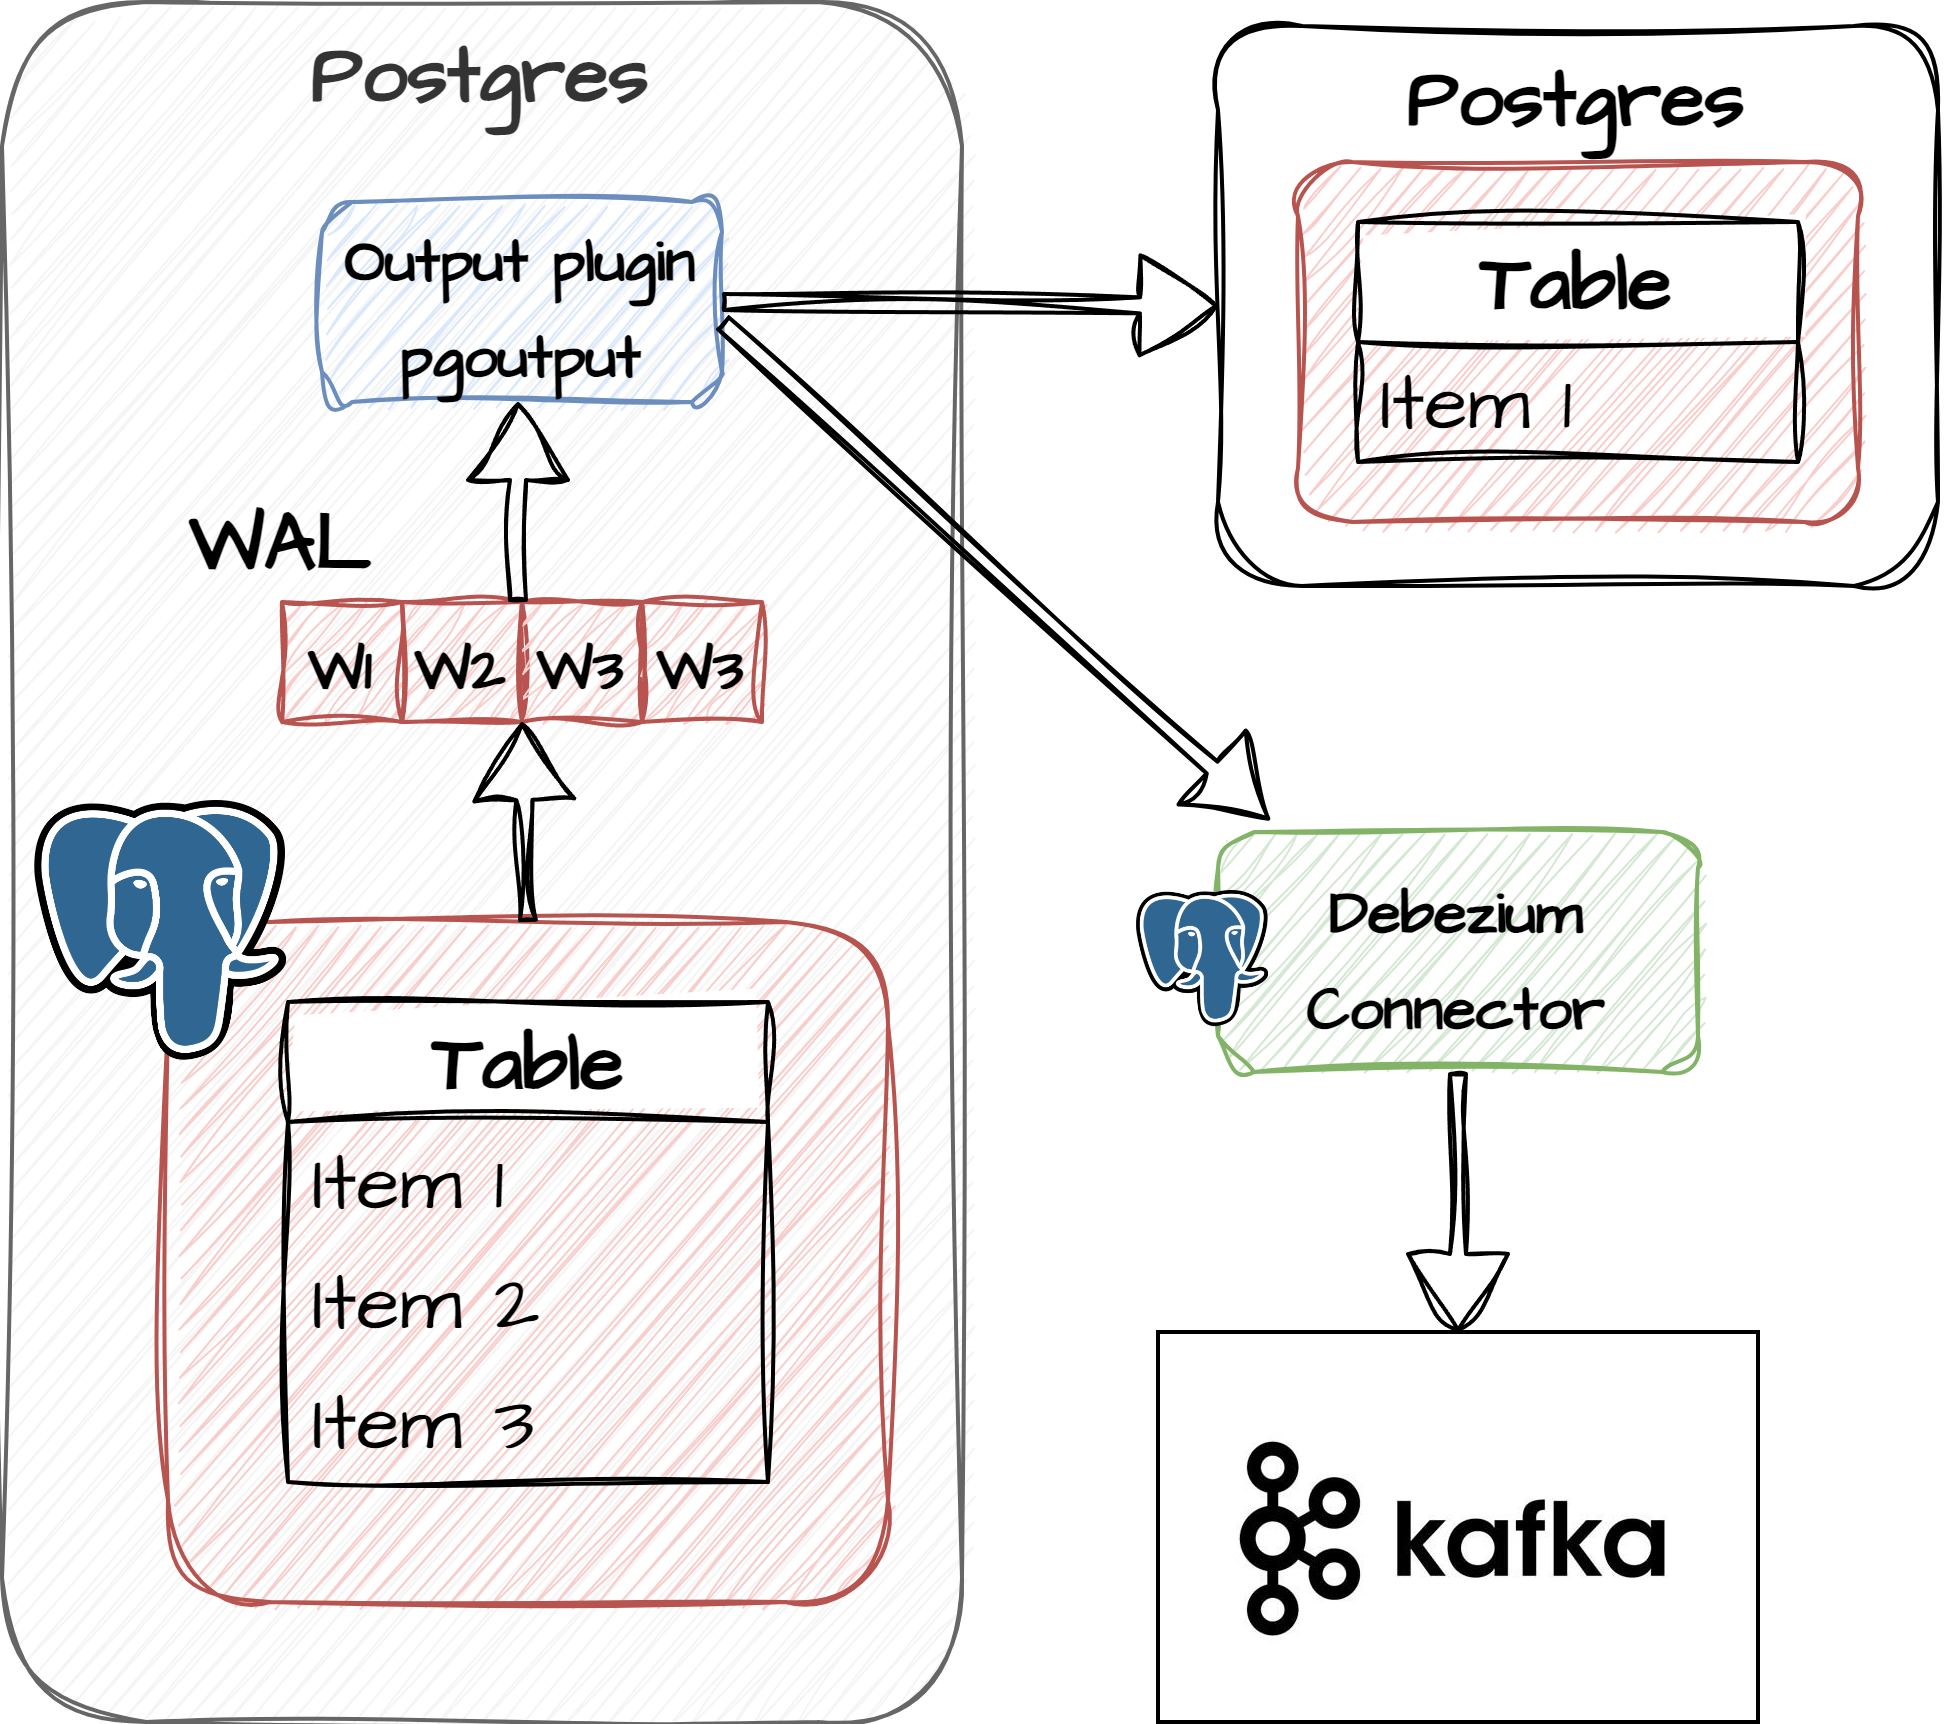 Postgres
Output plugin
pgoutput
WAL
W1 W2 W3 W3
Table
Item 1
Item 2
Item 3
Postgres
Table
Item 1
Debezium
Connector
kafka